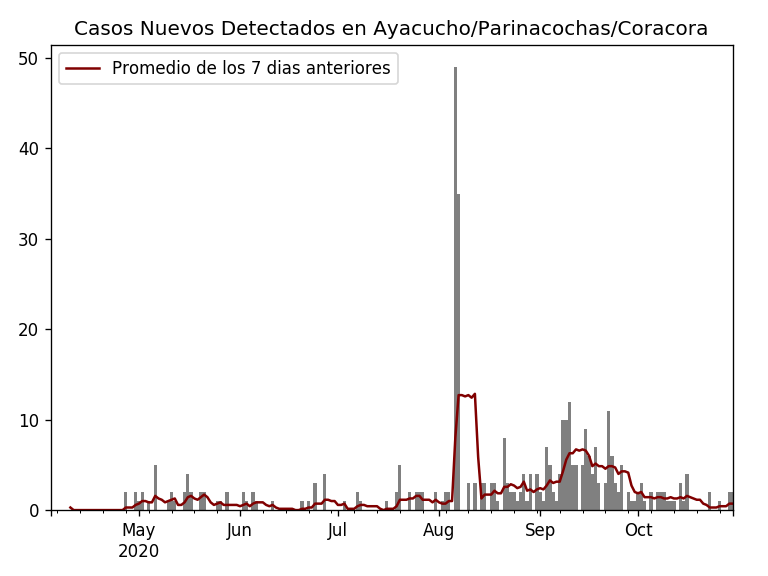 Casos Nuevos Detectados en Ayacucho/Parinacochas/Coracora
Promedio de los 7 dias anteriores
50
40
30
20
10
0
May Jun Jul Aug Sep Oct
2020